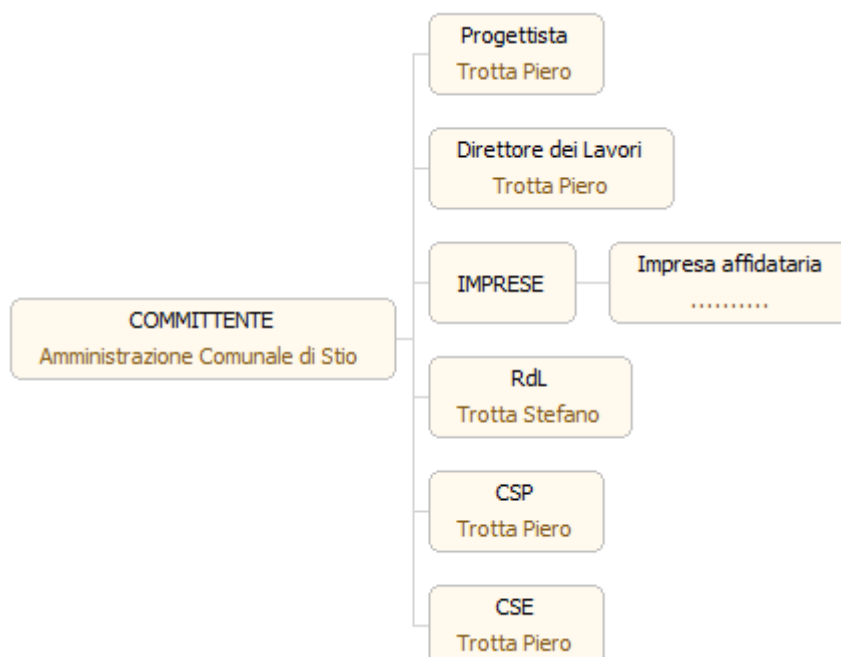 Progettista
Trotta Piero
Direttore dei Lavori
Trotta Piero
IMPRESE
Impresa affidataria
..........
COMMITTENTE
Amministrazione Comunale di Stio
RdL
Trotta Stefano
CSP
Trotta Piero
CSE
Trotta Piero